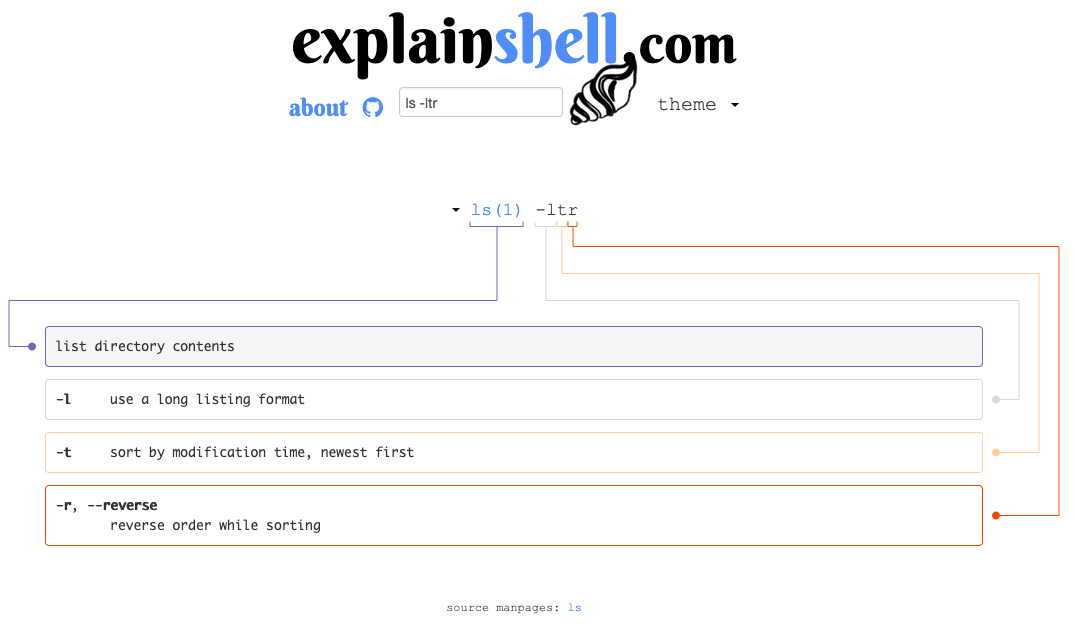 explainshell.com
about ls -ltr theme
ls(1) -ltr
list directory contents
-l use a long listing format
-t sort by modification time, newest first
-r, --reverse
reverse order while sorting
source manpages: ls